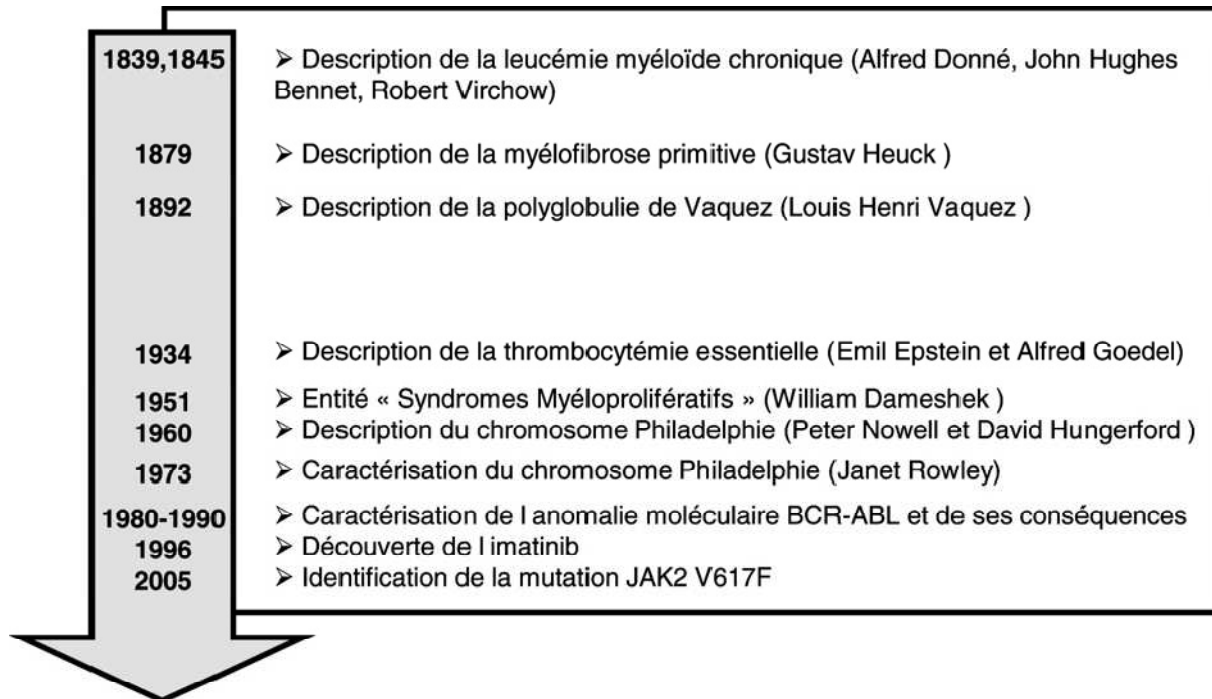 1839,1845 ➢ Description de la leucémie myéloïde chronique (Alfred Donné, John Hughes
Bennet, Robert Virchow)
1879 ➢ Description de la myélofibrose primitive (Gustav Heuck )
1892 ➢ Description de la polyglobulie de Vaquez (Louis Henri Vaquez )
1934 ➢ Description de la thrombocytémie essentielle (Emil Epstein et Alfred Goedel)
1951 ➢ Entité « Syndromes Myéloprolifératifs » (William Dameshek )
1960 ➢ Description du chromosome Philadelphie (Peter Nowell et David Hungerford )
1973 ➢ Caractérisation du chromosome Philadelphie (Janet Rowley)
1980-1990 ➢ Caractérisation de l anomalie moléculaire BCR-ABL et de ses conséquences
1996 ➢ Découverte de l imatinib
2005 ➢ Identification de la mutation JAK2 V617F